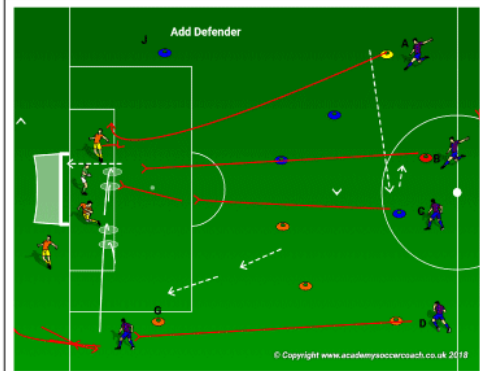 Add Defender
J
A
B
C
G
D
© Copyright www.academysoccercoach.co.uk 2018